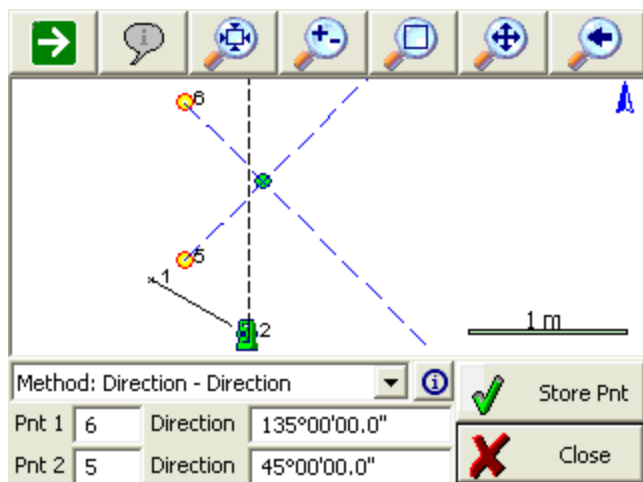 6
5
1
2
1 m
Method: Direction - Direction
Store Pnt
Pnt 1 6 Direction 135°00'00.0"
Pnt 2 5 Direction 45°00'00.0"
Close